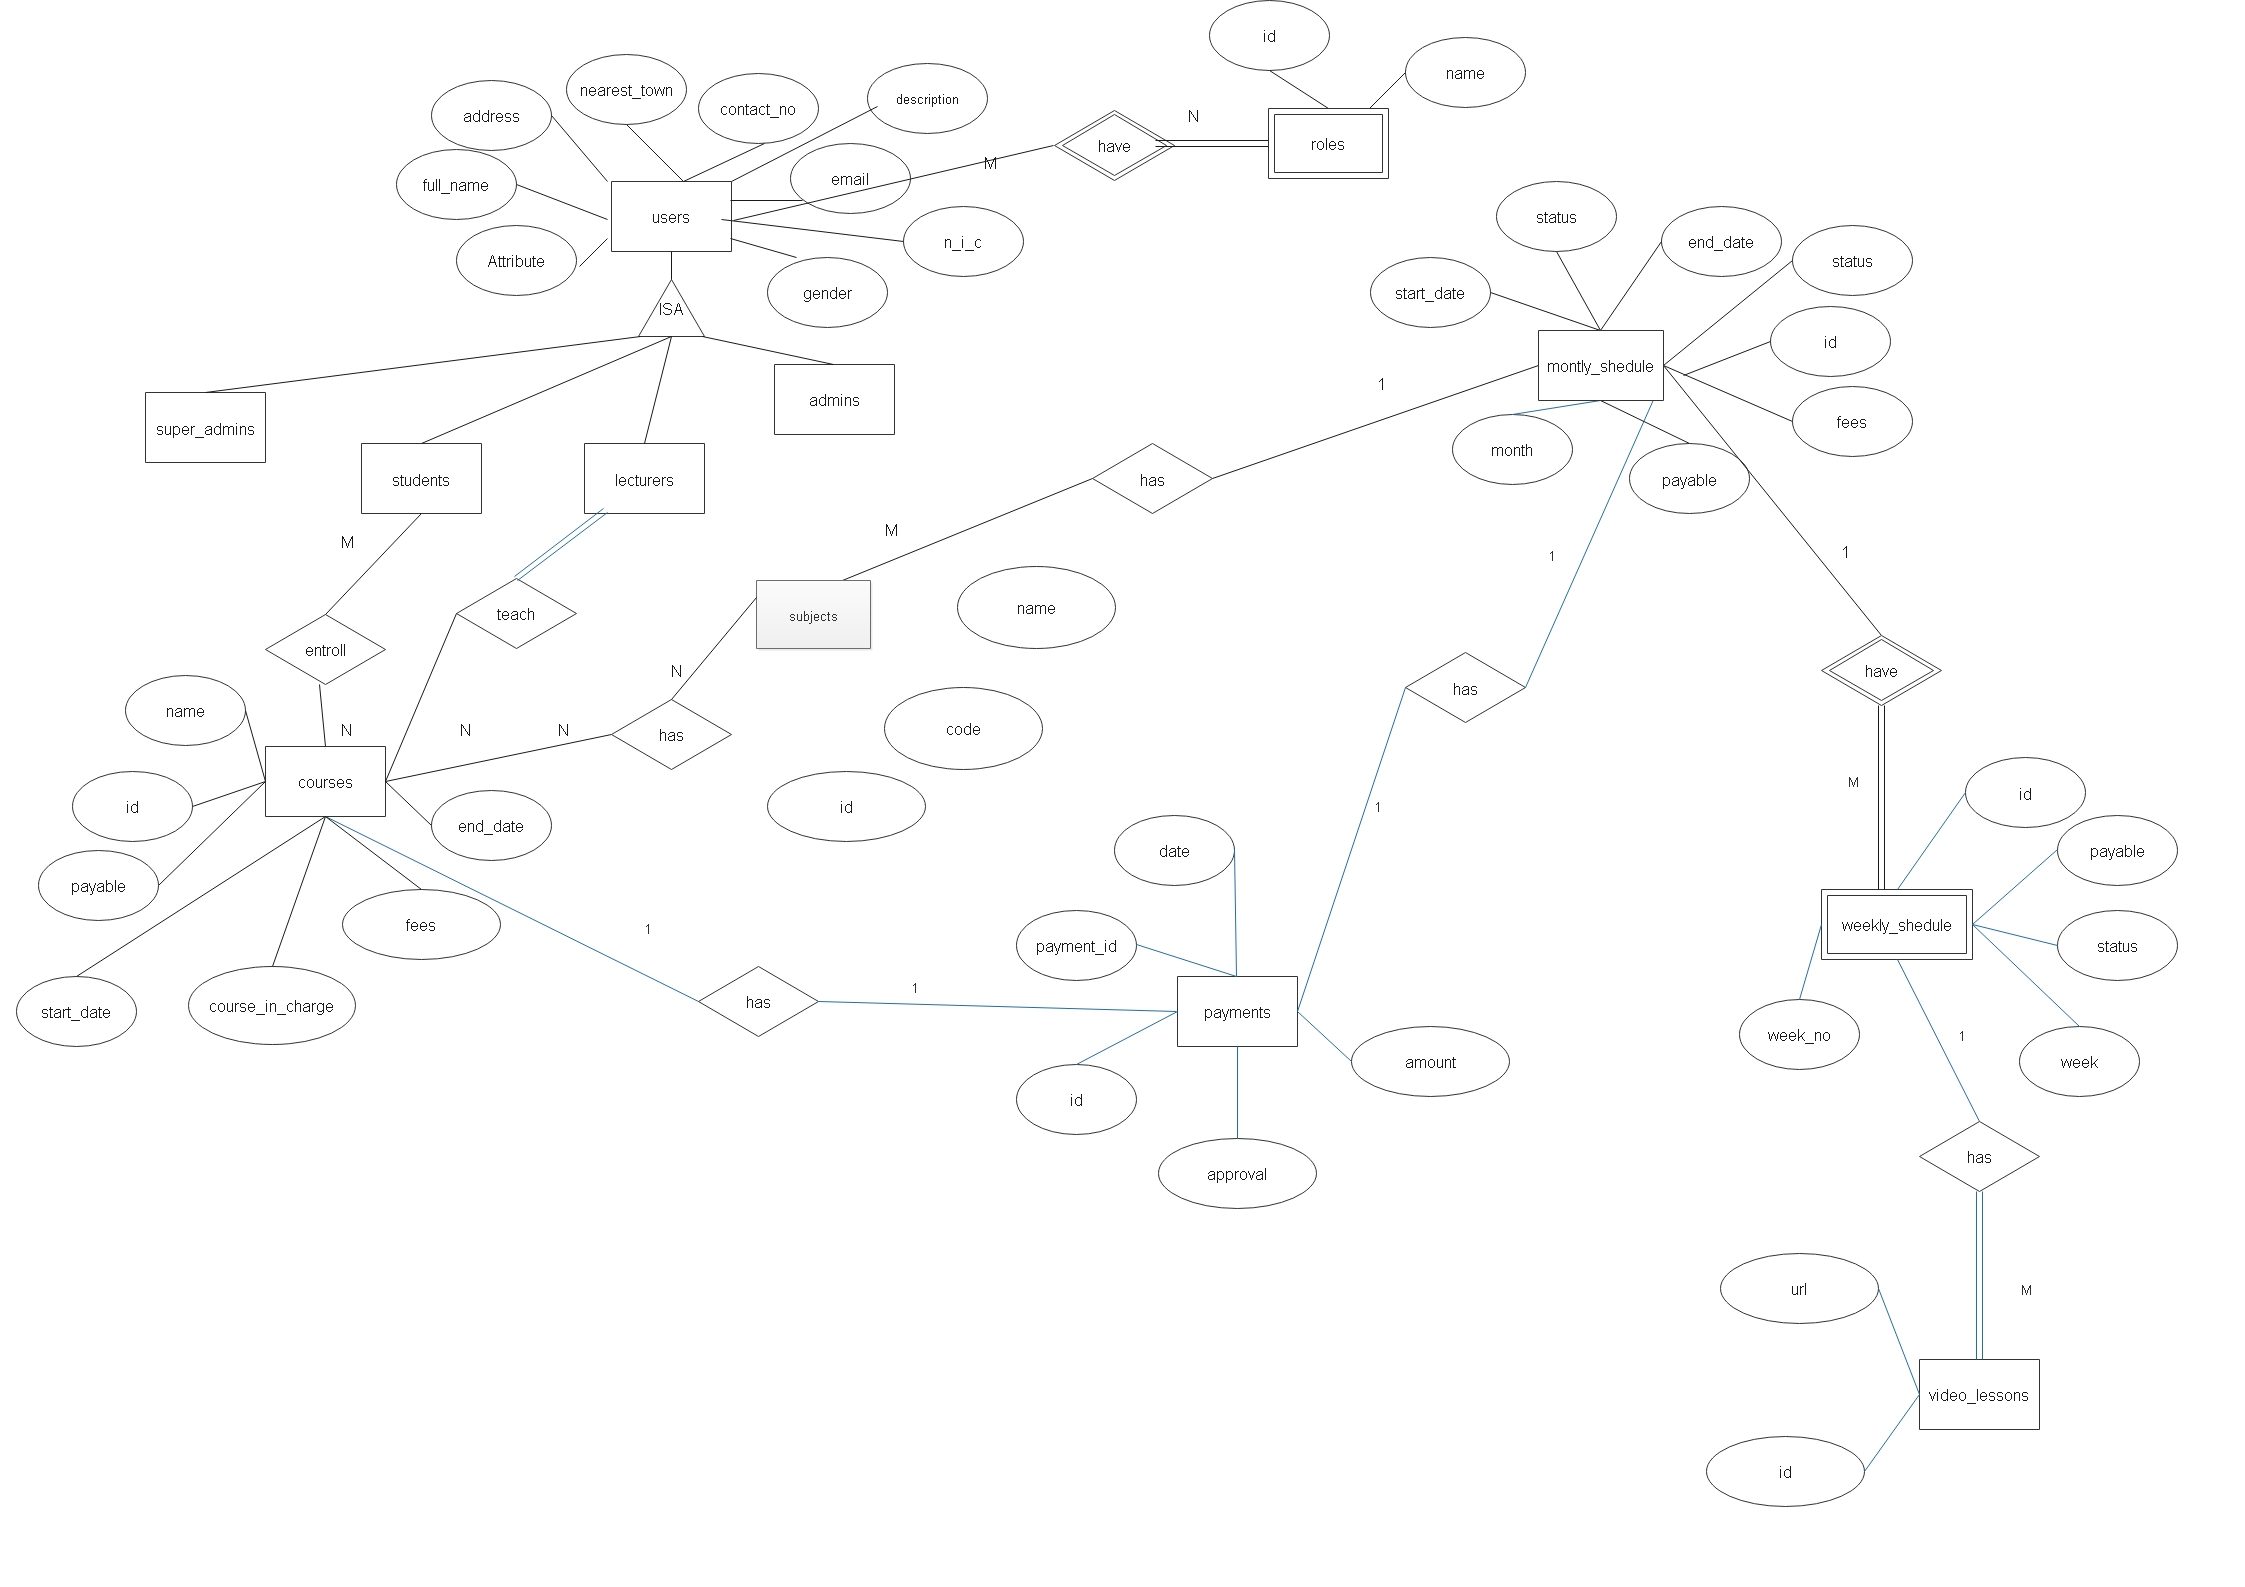 id
name
nearest_town
description
contact_no
address
N
have
roles
M
email
full_name
users
n_i_c
Attribute
gender
ISA
status
end_date
status
start_date
id
montly_shedule
1
fees
month
payable
admins
super_admins
students
lecturers
has
M
M
1
1
name
subjects
teach
entroll
N
has
have
name
N
N
N
has
code
courses
id
id
end_date
1
M
id
payable
date
payable
fees
1
payment_id
weekly_shedule
status
start_date
course_in_charge
has
1
payments
week_no
1
week
amount
id
approval
has
url
M
video_lessons
id